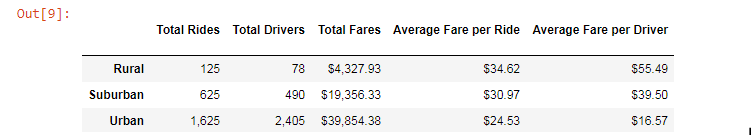 Out[9]:
Total Rides Total Drivers Total Fares Average Fare per Ride Average Fare per Driver
Rural 125 78 $4,327.93 $34.62 $55.49
Suburban 625 490 $19,356.33 $30.97 $39.50
Urban 1,625 2,405 $39,854.38 $24.53 $16.57